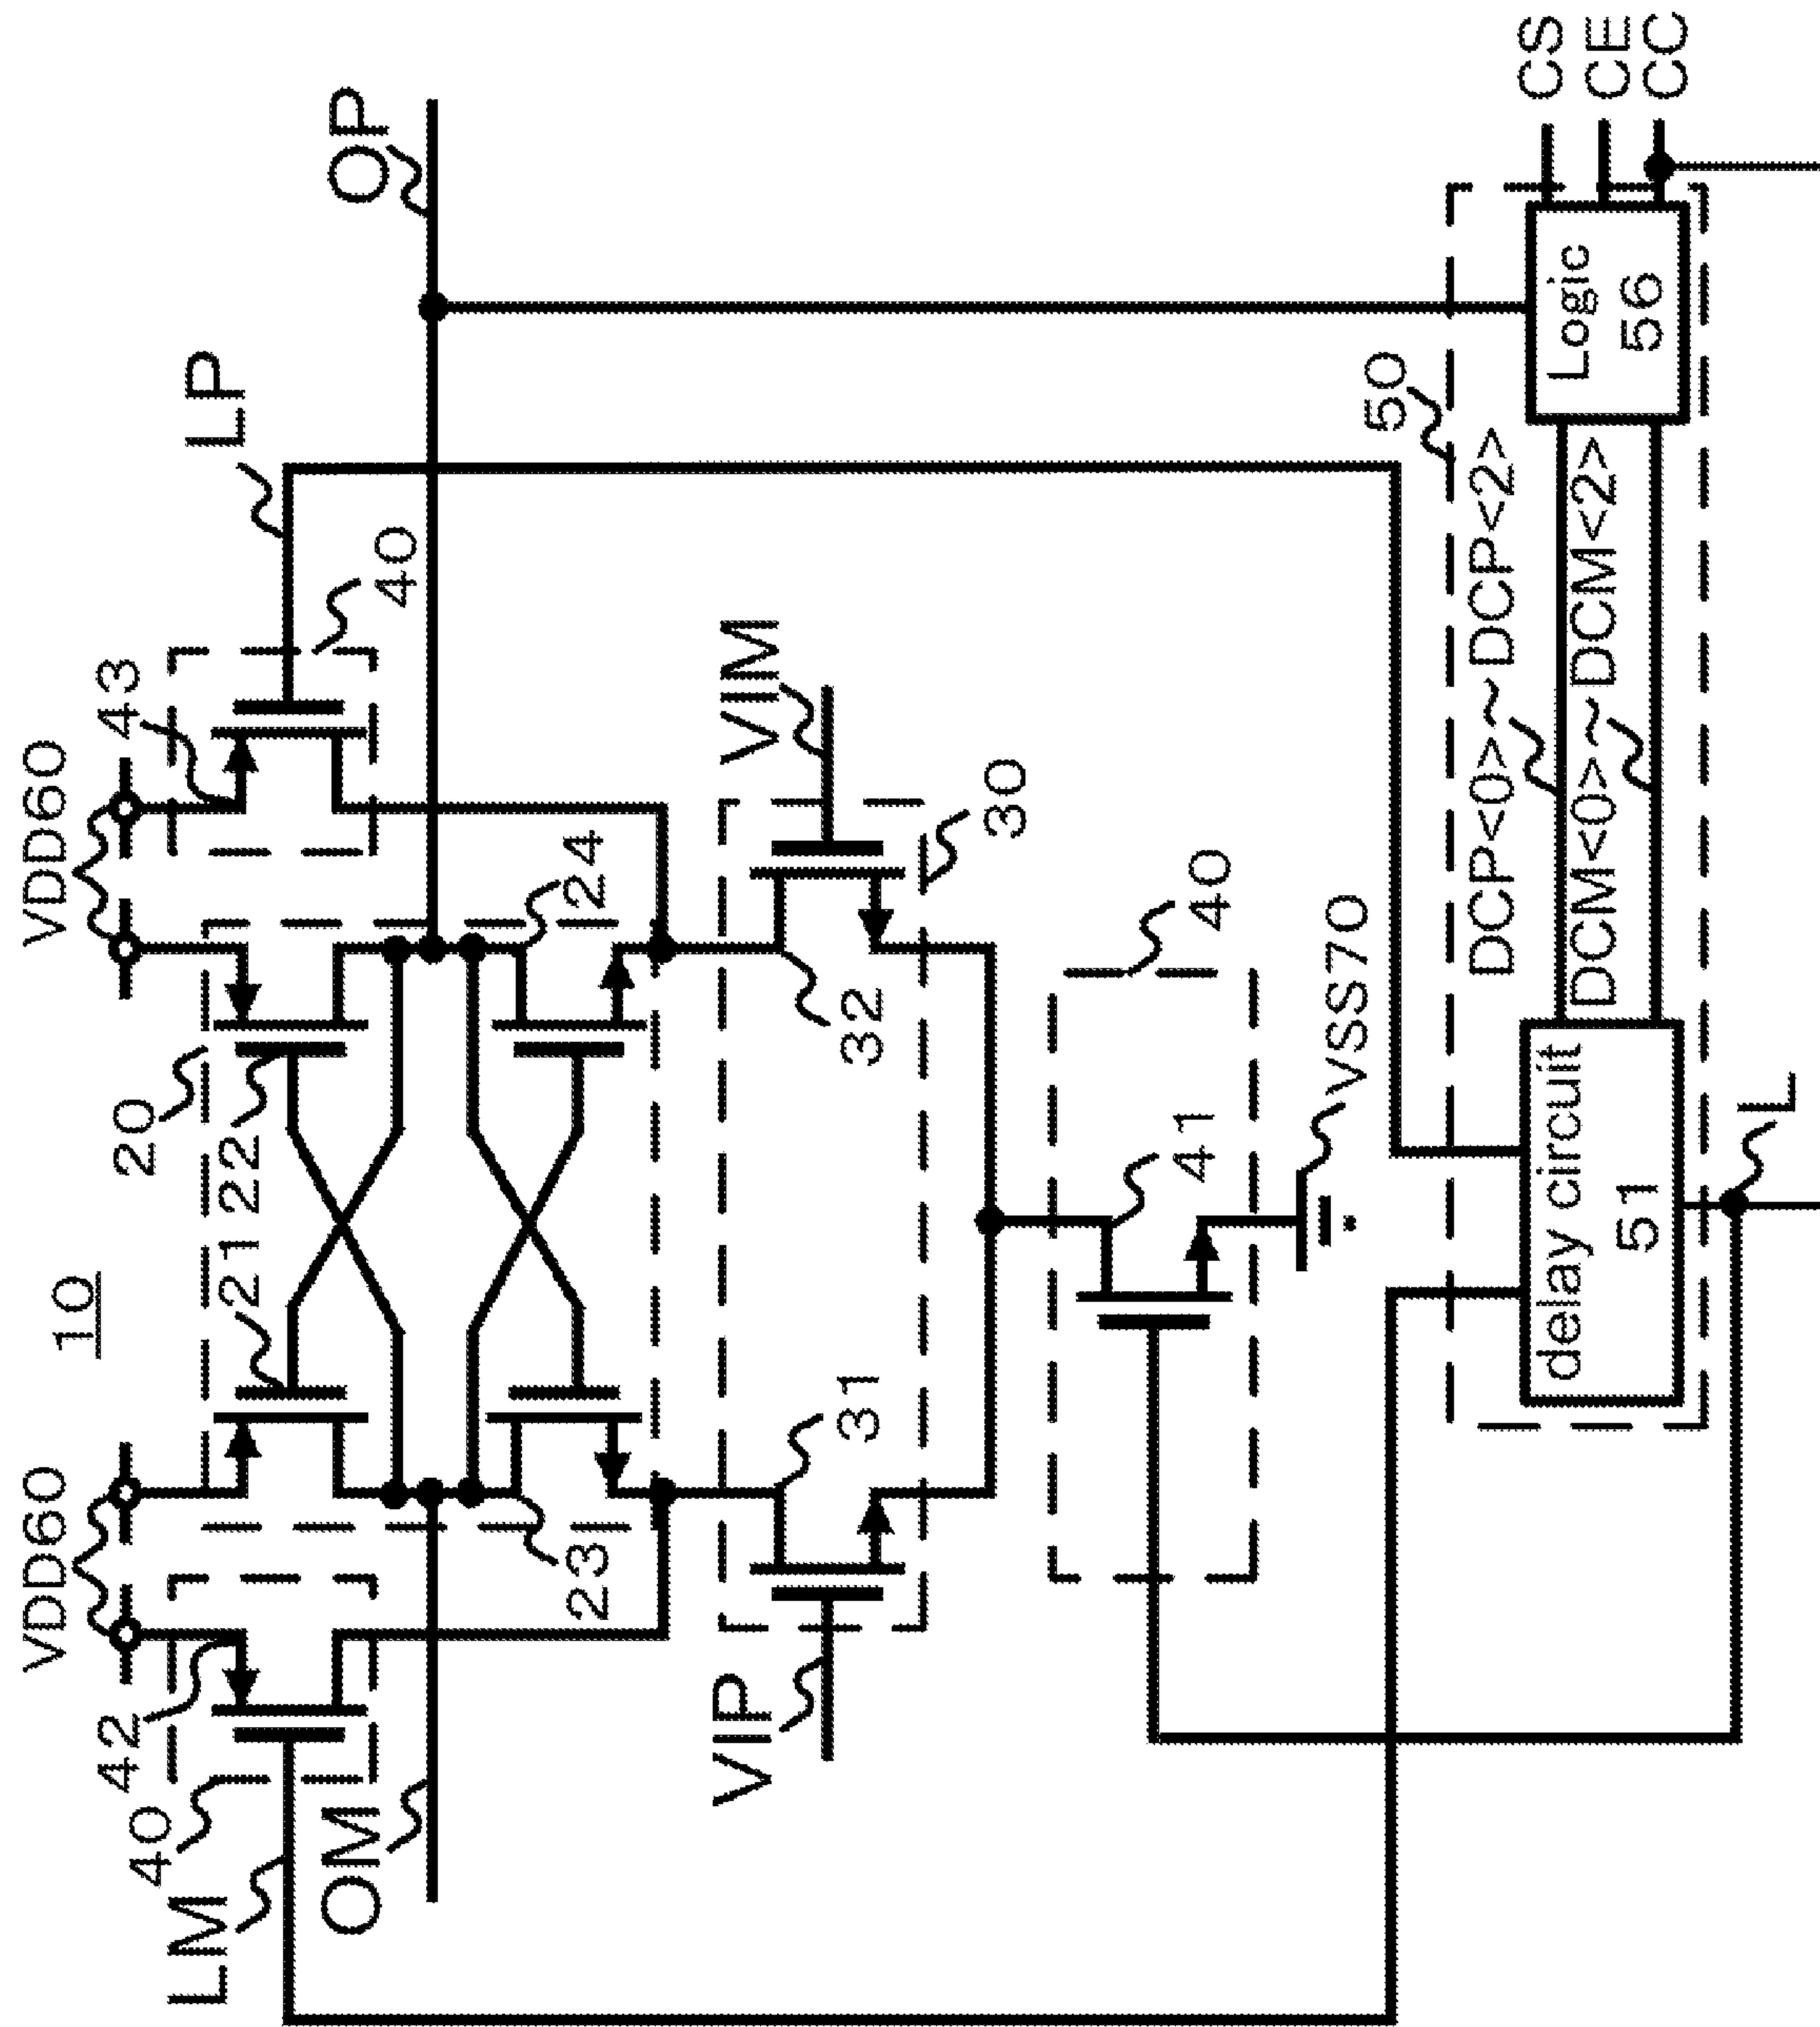 10
VDD60
VDD60
42
40
LM
OM
20
21
22
43
40
LP
OP
23
24
VIP
VIM
31
32
30
40
41
VSS70
50
DCP<0>~DCP<2>
DCM<0>~DCM<2>
delay circuit
51
Logic
56
CS
CE
CC
L